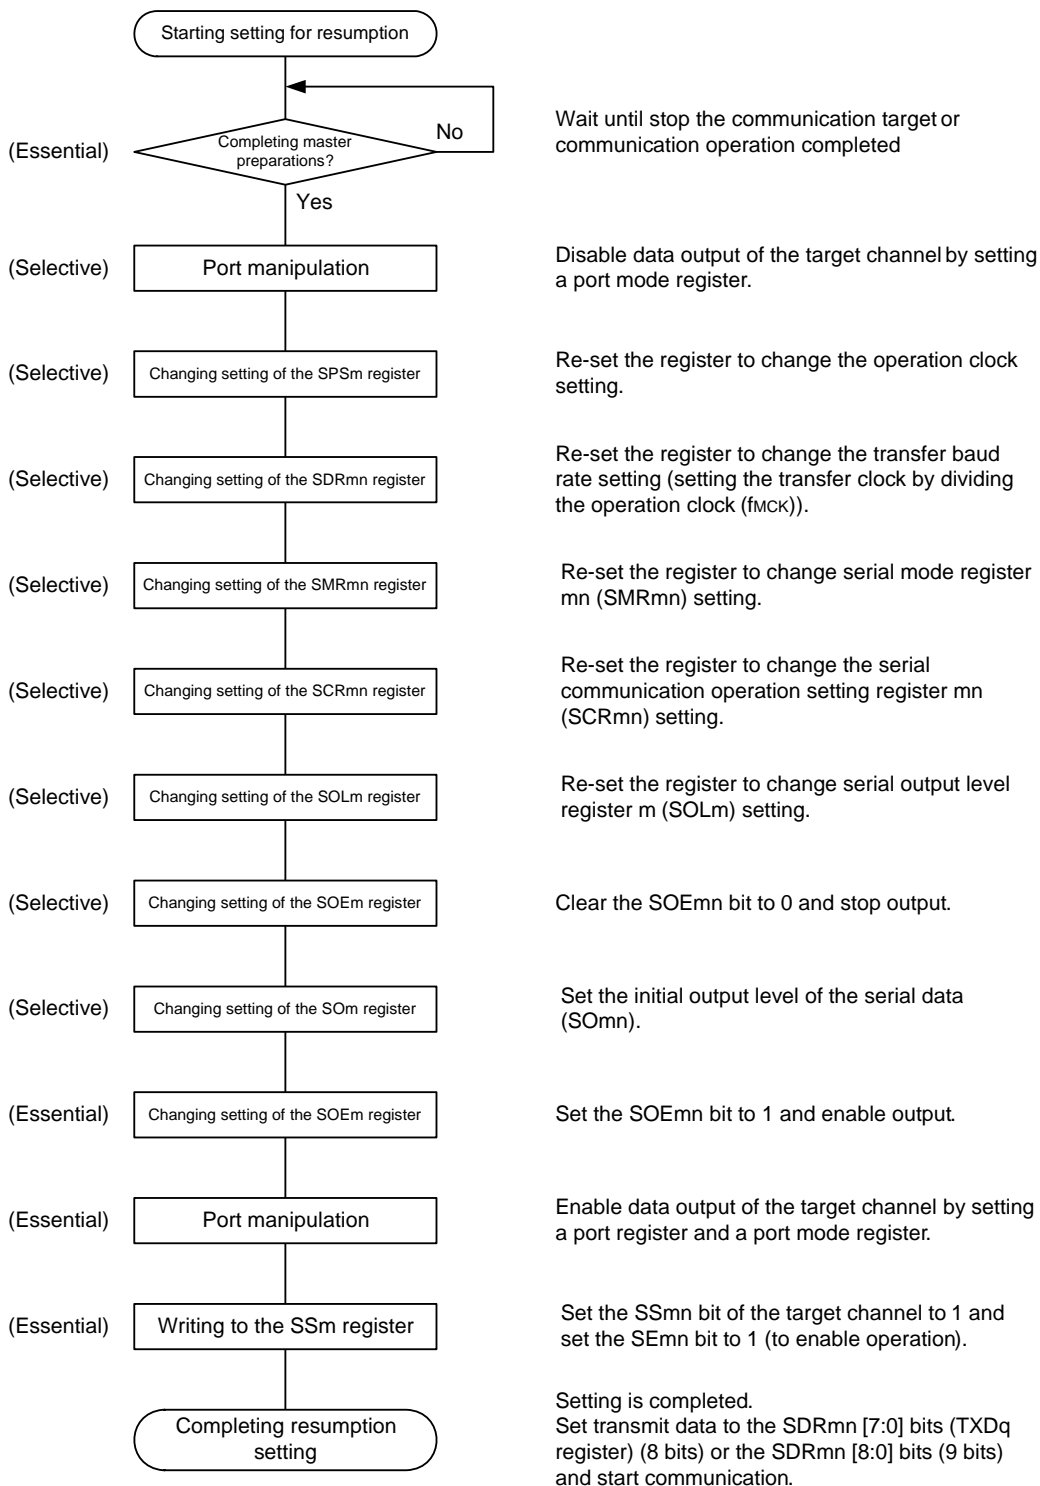 Starting setting for resumption
(Essential)
Completing master
preparations?
No
Yes
Wait until stop the communication target or
communication operation completed
(Selective)
Port manipulation
Disable data output of the target channel by setting
a port mode register.
(Selective)
Changing setting of the SPSm register
Re-set the register to change the operation clock
setting.
(Selective)
Changing setting of the SDRmn register
Re-set the register to change the transfer baud
rate setting (setting the transfer clock by dividing
the operation clock (fMCK)).
(Selective)
Changing setting of the SMRmn register
Re-set the register to change serial mode register
mn (SMRmn) setting.
(Selective)
Changing setting of the SCRmn register
Re-set the register to change the serial
communication operation setting register mn
(SCRmn) setting.
(Selective)
Changing setting of the SOLm register
Re-set the register to change serial output level
register m (SOLm) setting.
(Selective)
Changing setting of the SOEm register
Clear the SOEmn bit to 0 and stop output.
(Selective)
Changing setting of the SOm register
Set the initial output level of the serial data
(SOmn).
(Essential)
Changing setting of the SOEm register
Set the SOEmn bit to 1 and enable output.
(Essential)
Port manipulation
Enable data output of the target channel by setting
a port register and a port mode register.
(Essential)
Writing to the SSm register
Set the SSmn bit of the target channel to 1 and
set the SEmn bit to 1 (to enable operation).
Completing resumption
setting
Setting is completed.
Set transmit data to the SDRmn [7:0] bits (TXDq
register) (8 bits) or the SDRmn [8:0] bits (9 bits)
and start communication.